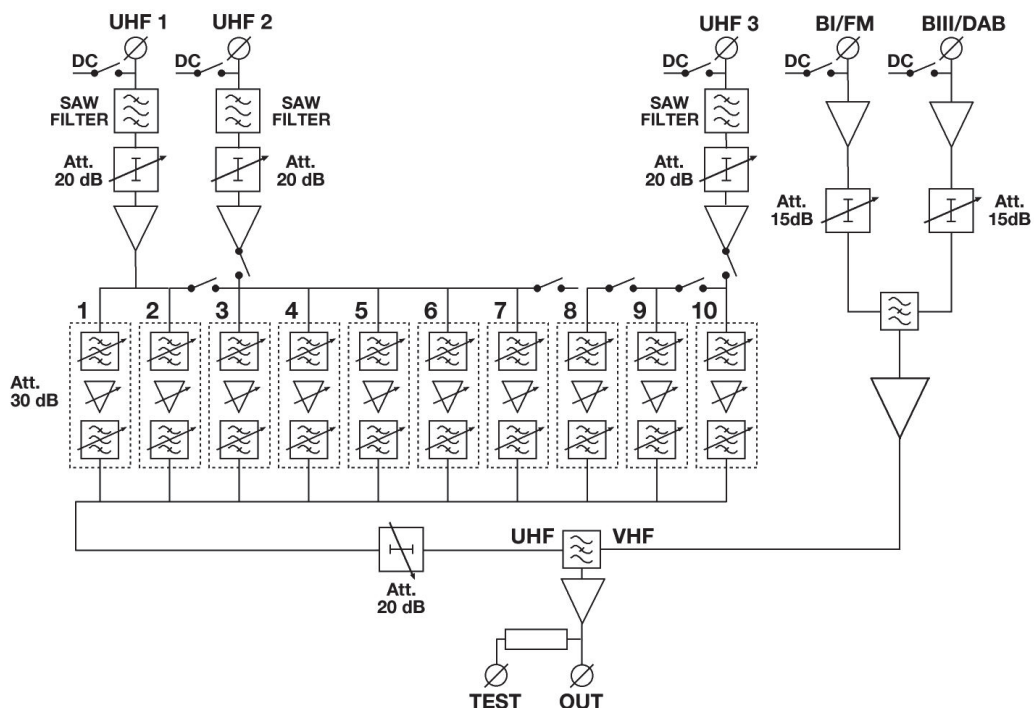 UHF 1
UHF 2
UHF 3
BI/FM
BIII/DAB
DC
DC
DC
DC
DC
SAW
FILTER
SAW
FILTER
SAW
FILTER
Att.
20 dB
Att.
20 dB
Att.
20 dB
Att.
15dB
Att.
15dB
1
2
3
4
5
6
7
8
9
10
Att.
30 dB
UHF
VHF
Att.
20 dB
TEST
OUT